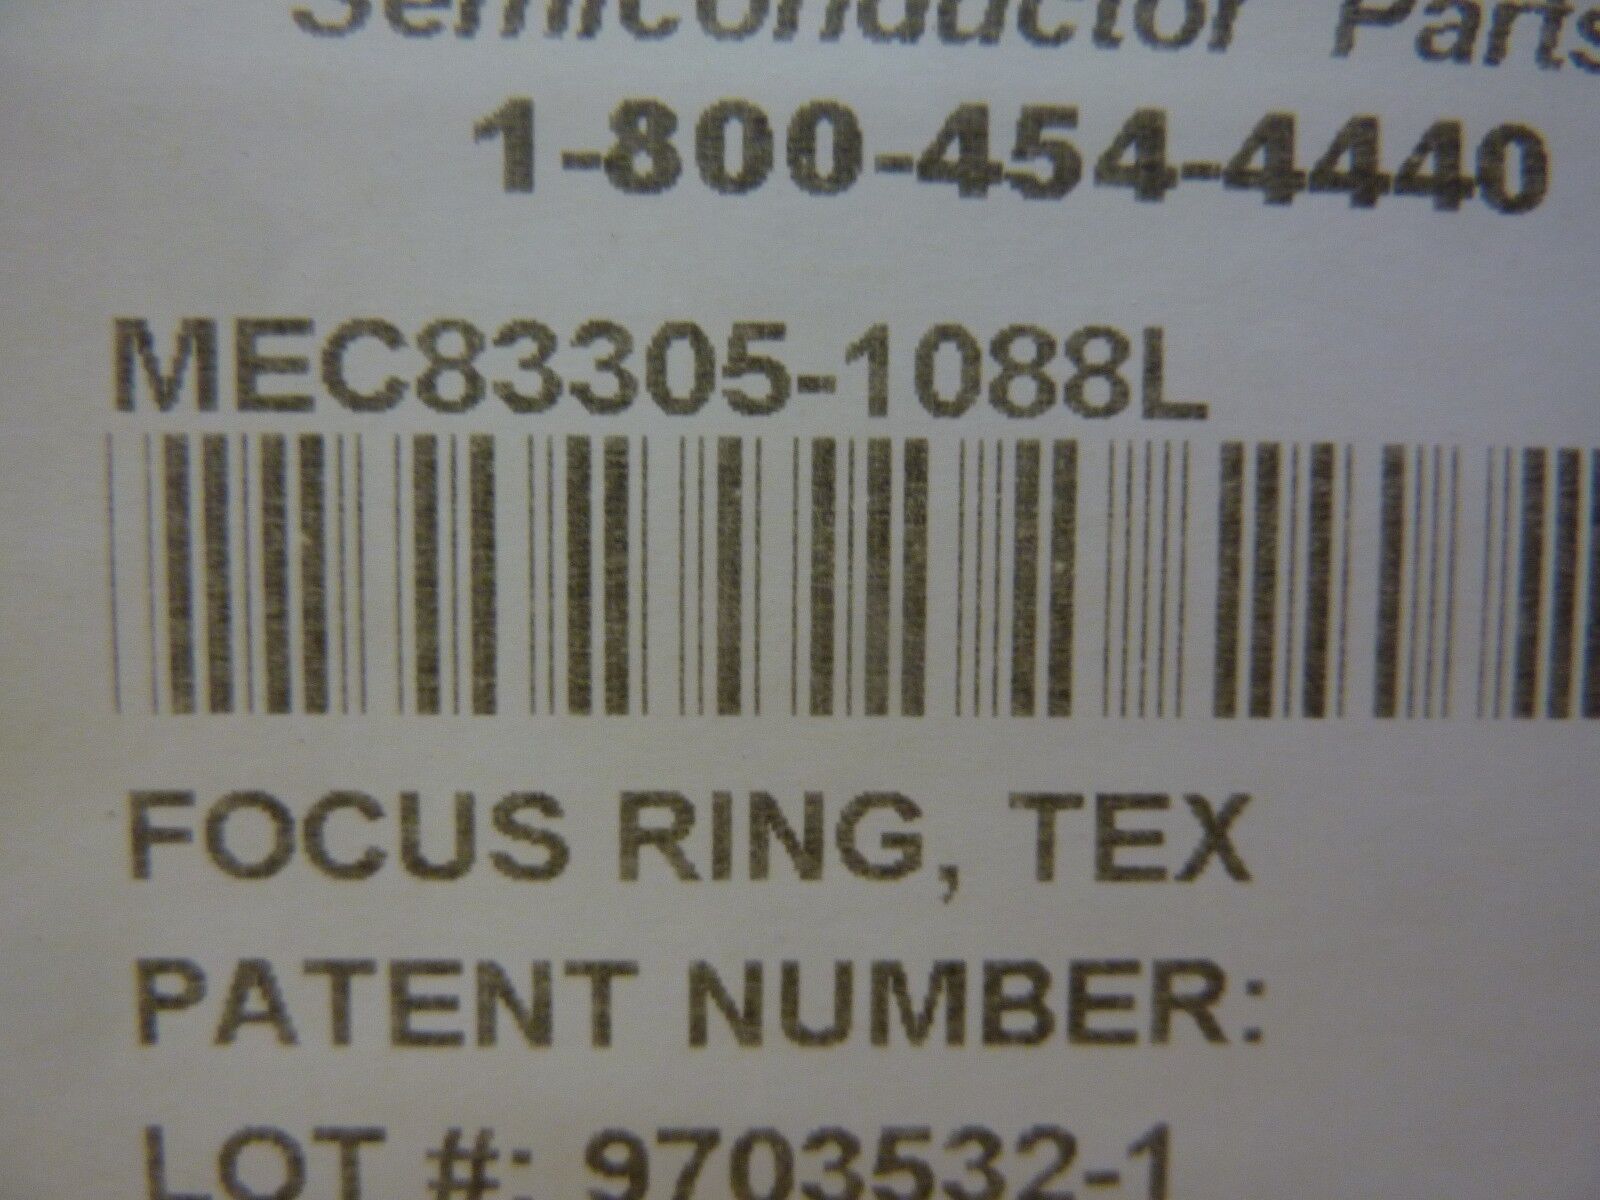 Semiconductor Parts
1-800-454-4440
MEC83305-1088L
FOCUS RING, TEX
PATENT NUMBER:
LOT #: 9703532-1